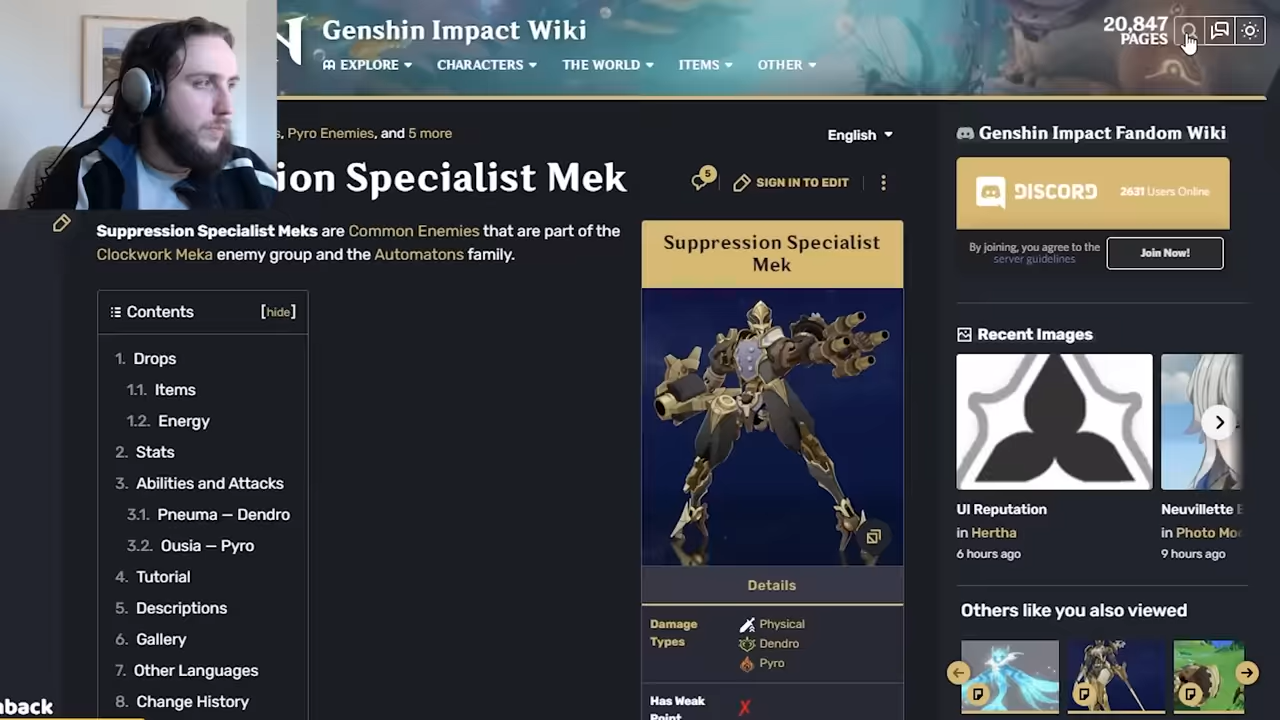 Genshin Impact Wiki
20,847
PAGES
EXPLORE
CHARACTERS
THE WORLD
ITEMS
OTHER
Pyro Enemies, and 5 more
English
ion Specialist Mek
5
SIGN IN TO EDIT
Suppression Specialist Meks are Common Enemies that are part of the
Clockwork Meka enemy group and the Automatons family.
Contents
[hide]
1. Drops
1.1. Items
1.2. Energy
2. Stats
3. Abilities and Attacks
3.1. Pneuma — Dendro
3.2. Ousia — Pyro
4. Tutorial
5. Descriptions
6. Gallery
7. Other Languages
8. Change History
Suppression Specialist
Mek
Details
Damage
Types
Physical
Dendro
Pyro
Has Weak
Point
Genshin Impact Fandom Wiki
DISCORD
2631 Users Online
By joining, you agree to the
server guidelines
Join Now!
Recent Images
UI Reputation
in Hertha
6 hours ago
Neuvillette
in Photo Mo
9 hours ago
Others like you also viewed
nback